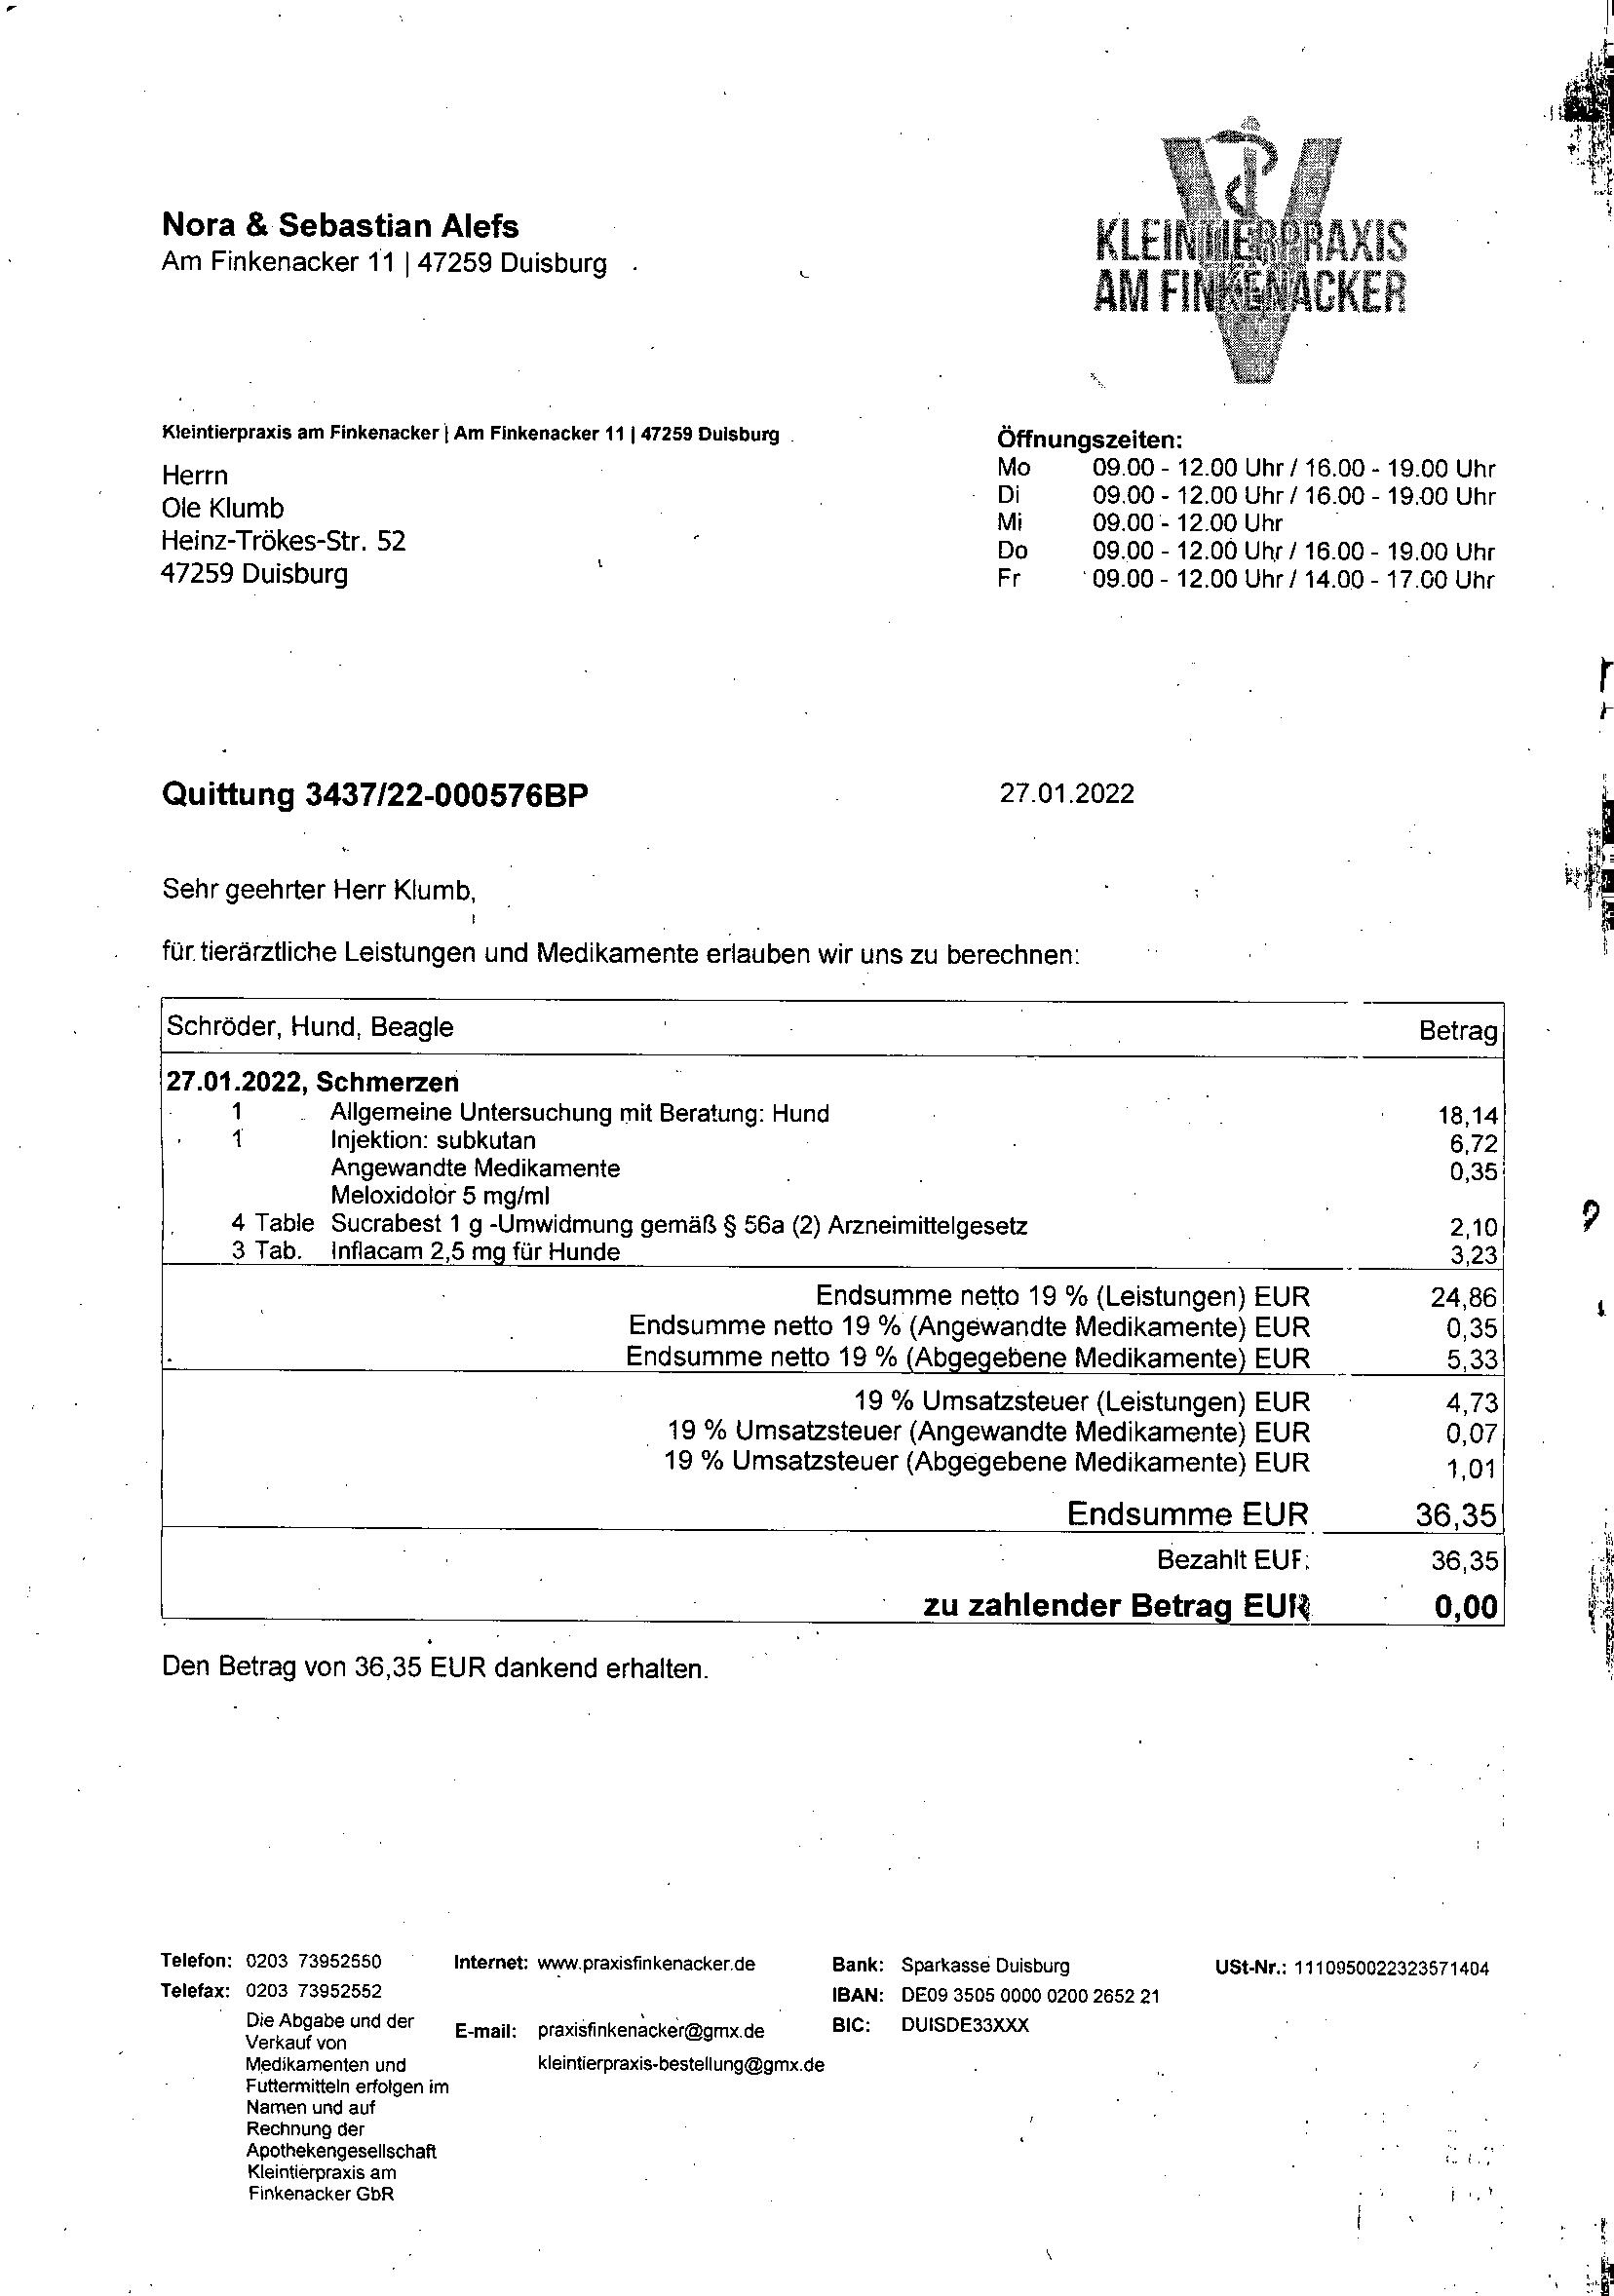 Nora & Sebastian Alefs
Am Finkenacker 11 | 47259 Duisburg
KLEINTIERPRAXIS
AM FINKENACKER
Kleintierpraxis am Finkenacker | Am Finkenacker 11 | 47259 Duisburg
Herrn
Ole Klumb
Heinz-Trökes-Str. 52
47259 Duisburg
Öffnungszeiten:
Mo 09.00 - 12.00 Uhr / 16.00 - 19.00 Uhr
Di 09.00 - 12.00 Uhr / 16.00 - 19.00 Uhr
Mi 09.00 - 12.00 Uhr
Do 09.00 - 12.00 Uhr / 16.00 - 19.00 Uhr
Fr 09.00 - 12.00 Uhr / 14.00 - 17.00 Uhr
Quittung 3437/22-000576BP 27.01.2022
Sehr geehrter Herr Klumb,
für tierärztliche Leistungen und Medikamente erlauben wir uns zu berechnen:
Schröder, Hund, Beagle Betrag
27.01.2022, Schmerzen
1 Allgemeine Untersuchung mit Beratung: Hund 18,14
1 Injektion: subkutan 6,72
Angewandte Medikamente 0,35
Meloxidolor 5 mg/ml
4 Table Sucrabest 1 g -Umwidmung gemäß § 56a (2) Arzneimittelgesetz 2,10
3 Tab. Inflacam 2,5 mg für Hunde 3,23
Endsumme netto 19 % (Leistungen) EUR 24,86
Endsumme netto 19 % (Angewandte Medikamente) EUR 0,35
Endsumme netto 19 % (Abgegebene Medikamente) EUR 5,33
19 % Umsatzsteuer (Leistungen) EUR 4,73
19 % Umsatzsteuer (Angewandte Medikamente) EUR 0,07
19 % Umsatzsteuer (Abgegebene Medikamente) EUR 1,01
Endsumme EUR 36,35
Bezahlt EUR 36,35
zu zahlender Betrag EUR 0,00
Den Betrag von 36,35 EUR dankend erhalten.
Telefon: 0203 73952550
Telefax: 0203 73952552
Die Abgabe und der
Verkauf von
Medikamenten und
Futtermitteln erfolgen im
Namen und auf
Rechnung der
Apothekengesellschaft
Kleintierpraxis am
Finkenacker GbR
Internet: www.praxisfinkenacker.de
E-mail: praxisfinkenacker@gmx.de
kleintierpraxis-bestellung@gmx.de
Bank: Sparkasse Duisburg
IBAN: DE09 3505 0000 0200 2652 21
BIC: DUISDE33XXX
USt-Nr.: 1110950022323571404